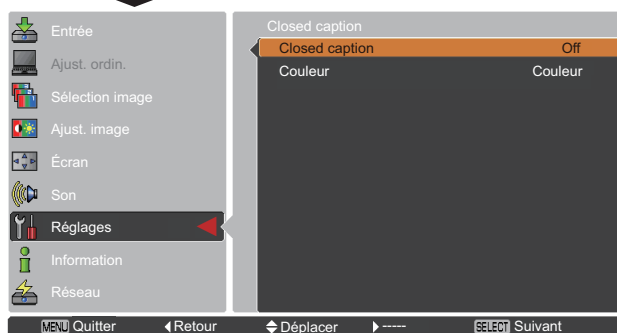 Entrée
Ajust. ordin.
Sélection image
Ajust. image
Écran
Son
Réglages
Information
Réseau
Closed caption
Closed caption Off
Couleur Couleur
MENU Quitter Retour Déplacer ----- SELECT Suivant